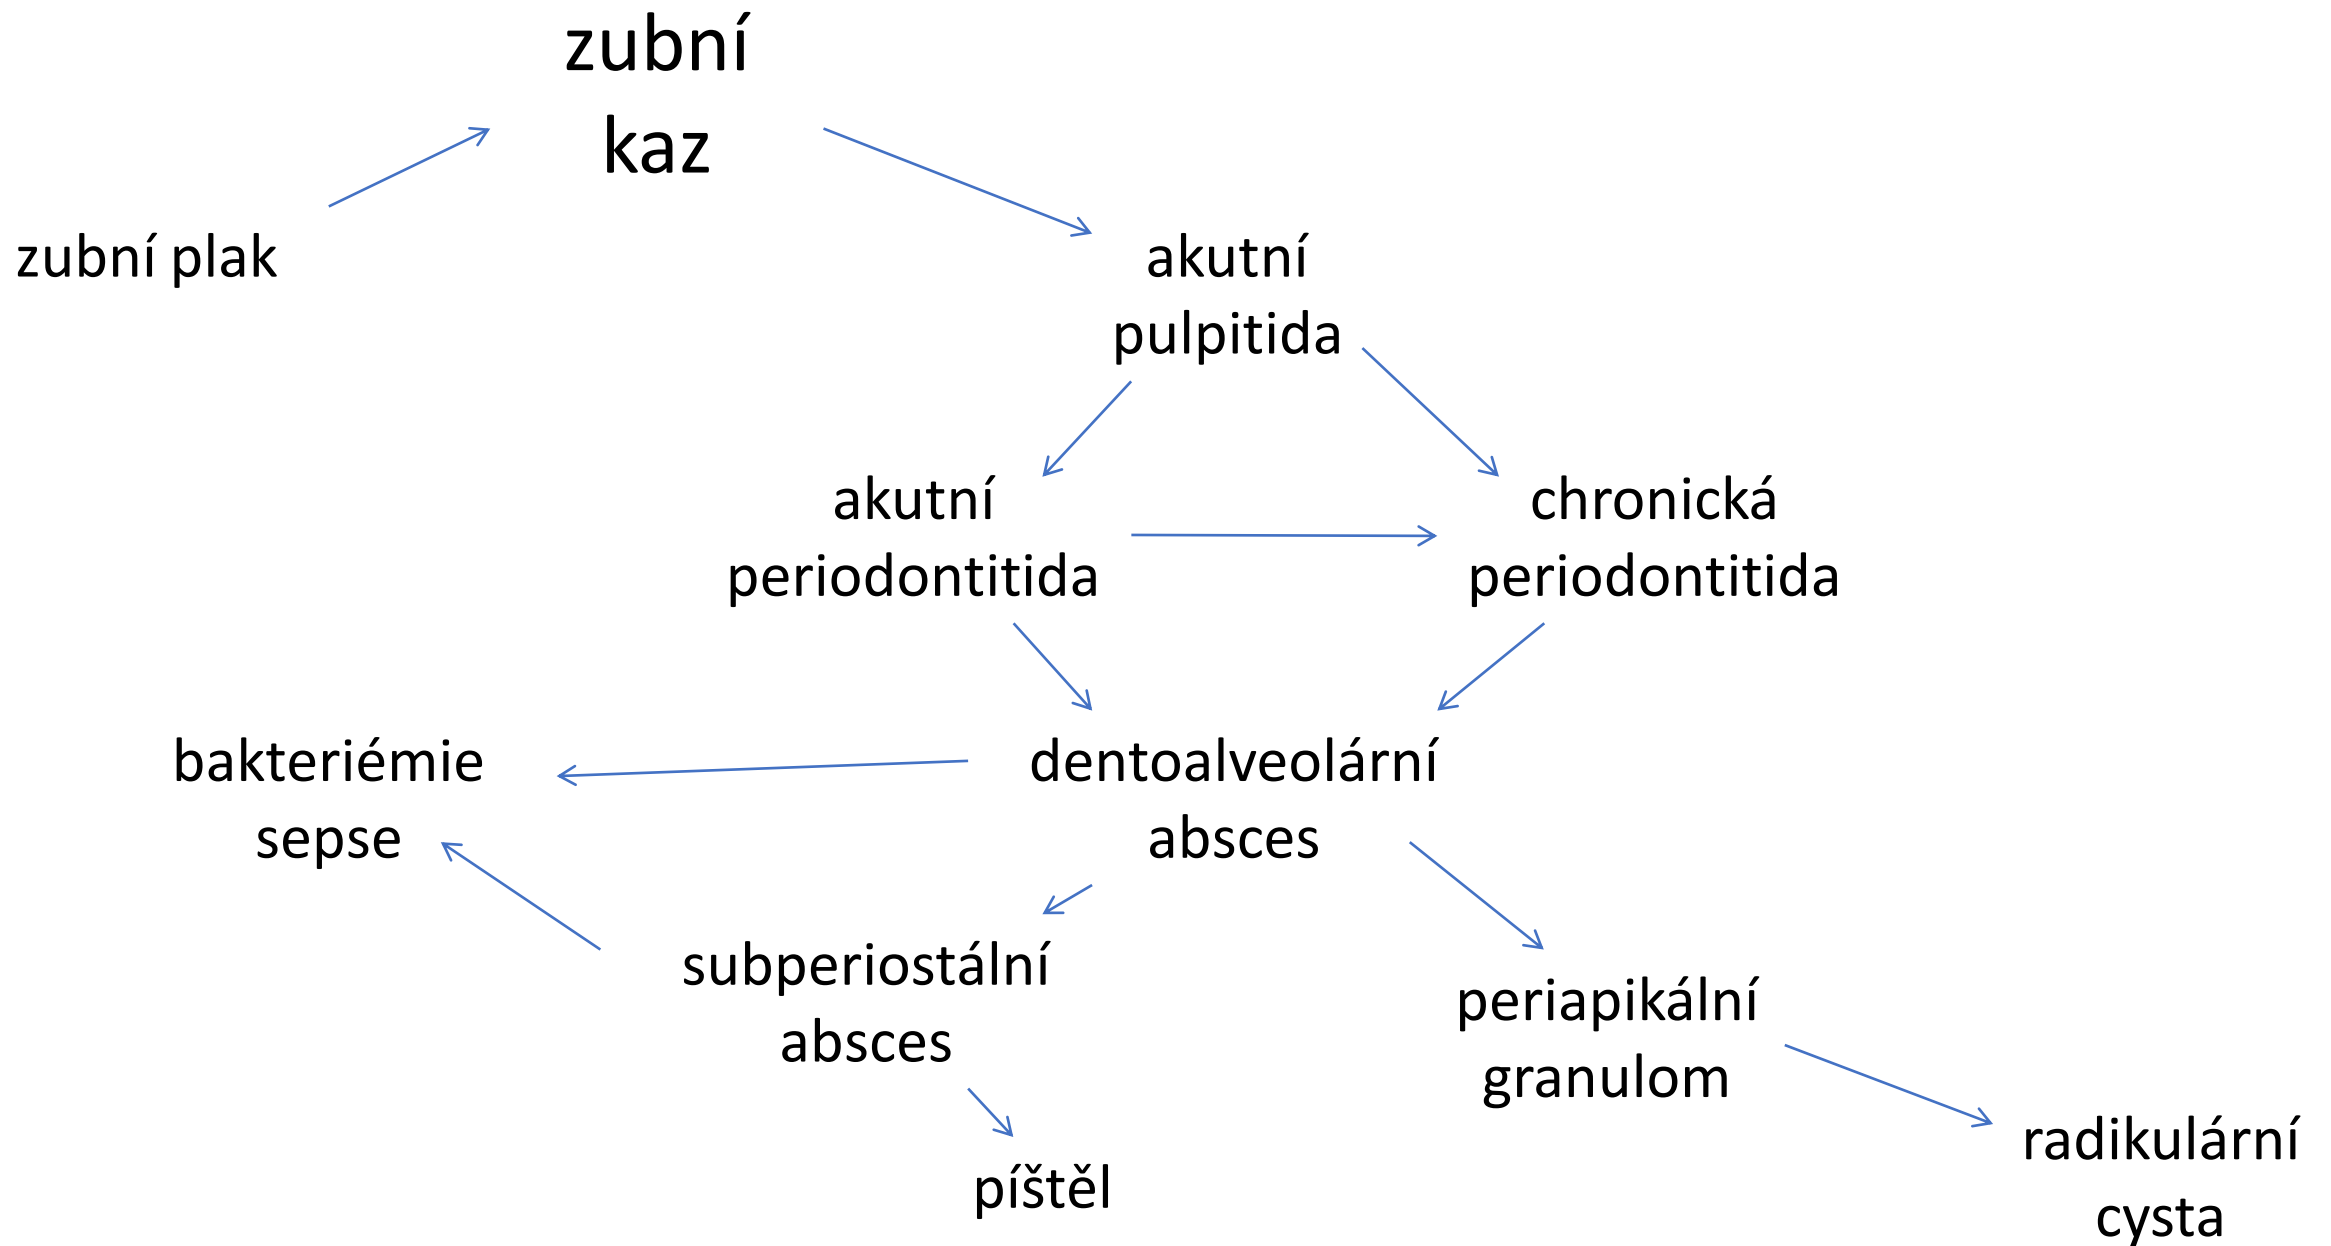 zubní
kaz
zubní plak
akutní
pulpitida
akutní
periodontitida
chronická
periodontitida
bakteriémie
sepse
dentoalveolární
absces
subperiostální
absces
periapikální
granulom
píštěl
radikulární
cysta